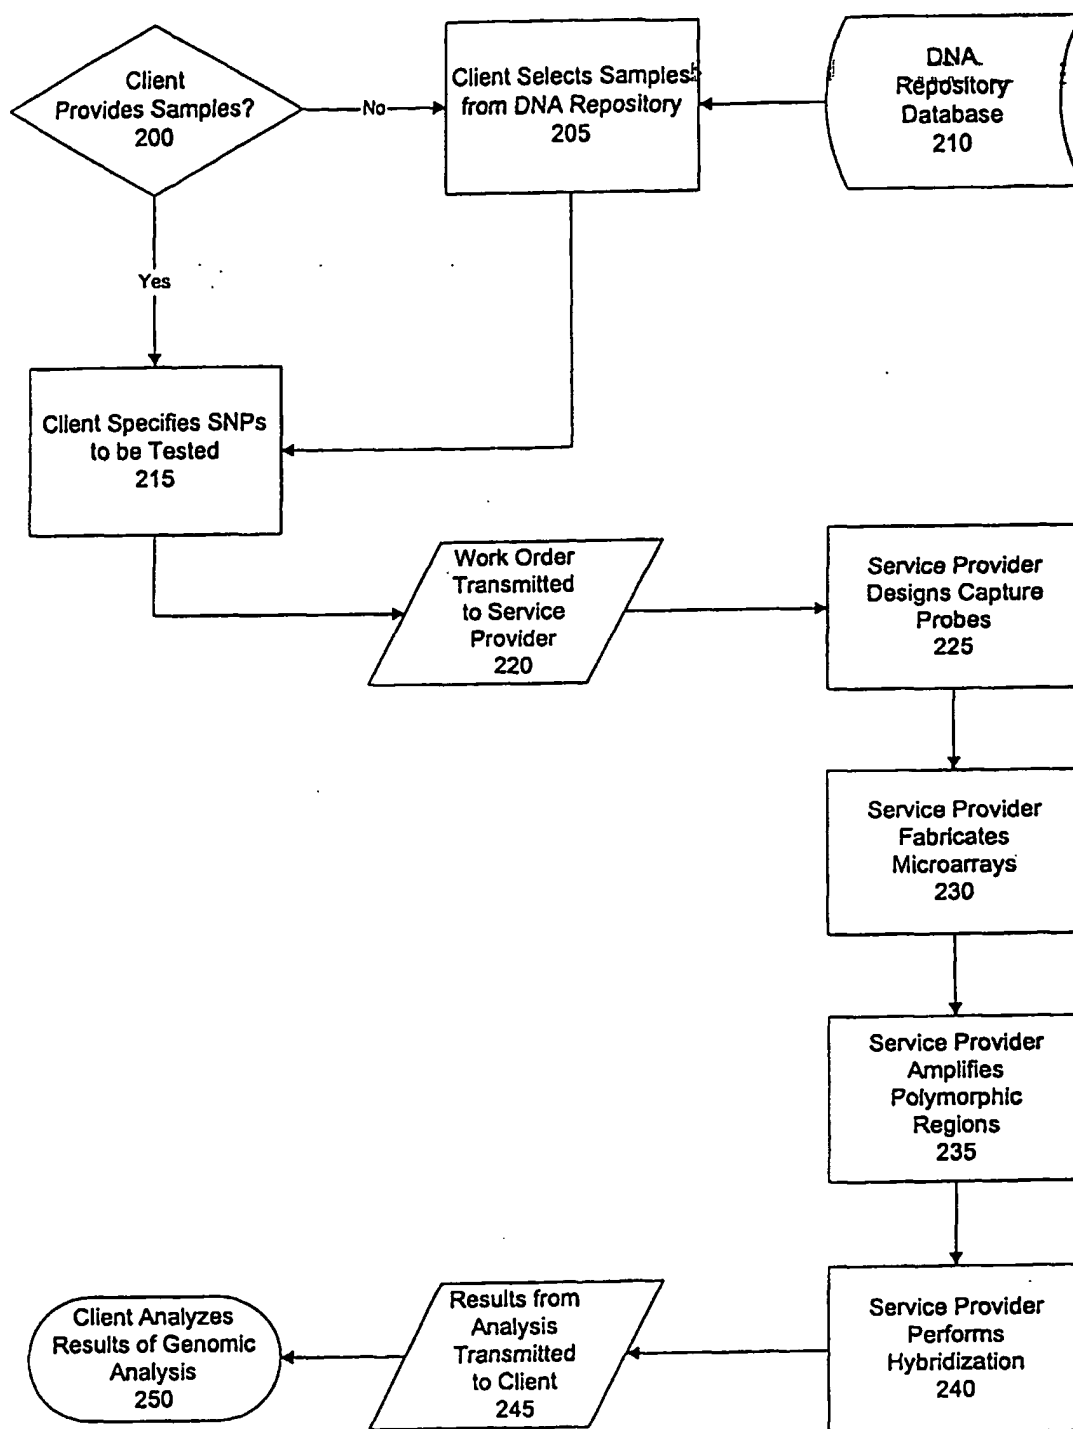 Client
Provides Samples?
200
No
Client Selects Samples
from DNA Repository
205
DNA
Repository
Database
210
Yes
Client Specifies SNPs
to be Tested
215
Work Order
Transmitted
to Service
Provider
220
Service Provider
Designs Capture
Probes
225
Service Provider
Fabricates
Microarrays
230
Service Provider
Amplifies
Polymorphic
Regions
235
Service Provider
Performs
Hybridization
240
Results from
Analysis
Transmitted
to Client
245
Client Analyzes
Results of Genomic
Analysis
250